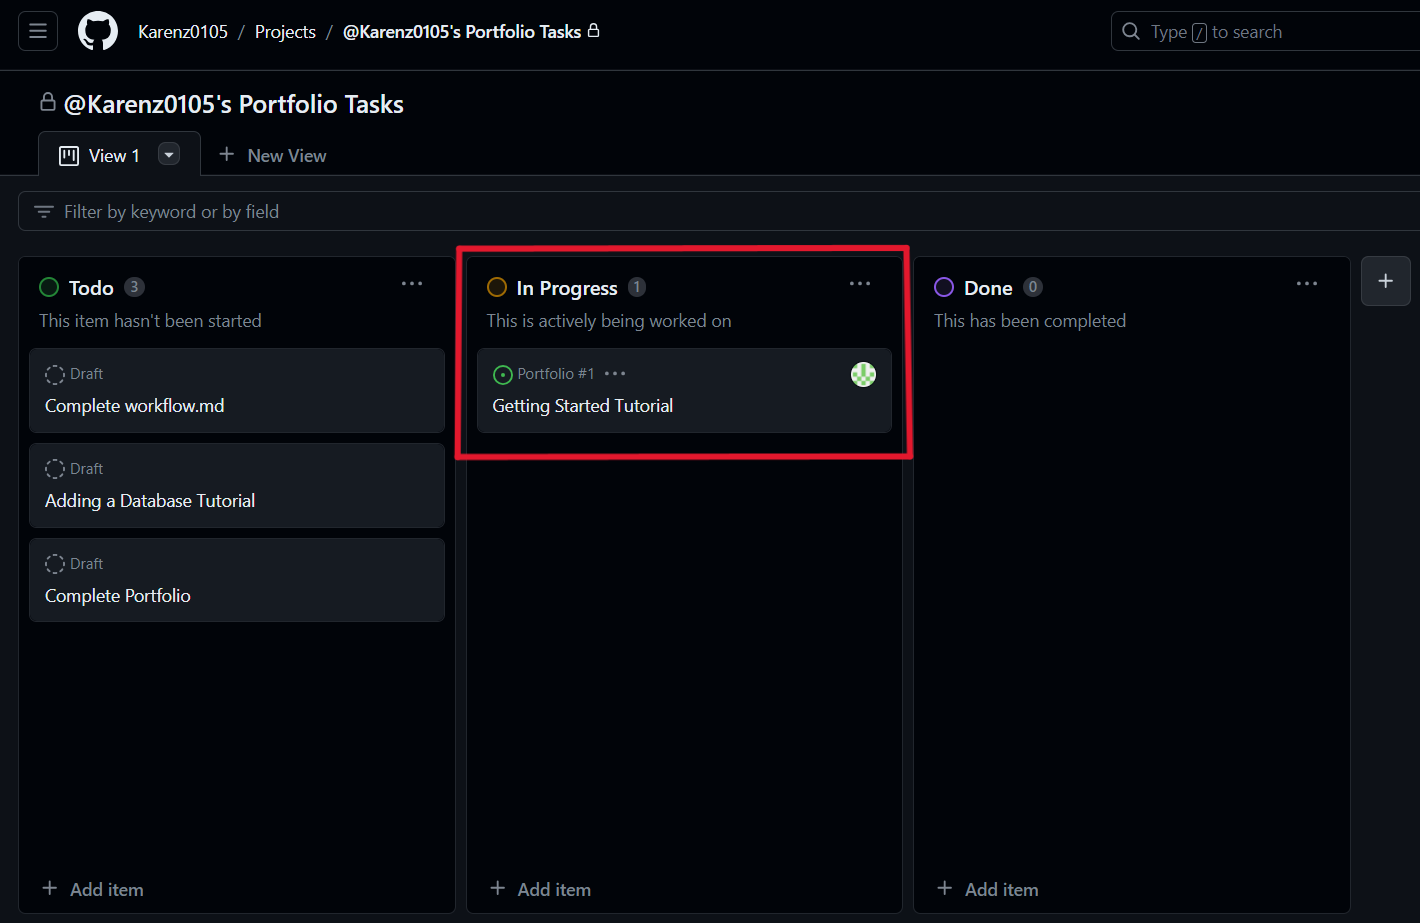 Karenz0105 / Projects / @Karenz0105's Portfolio Tasks
Type / to search
@Karenz0105's Portfolio Tasks
View 1
New View
Filter by keyword or by field
Todo 3
This item hasn't been started
Draft
Complete workflow.md
Draft
Adding a Database Tutorial
Draft
Complete Portfolio
+ Add item
In Progress 1
This is actively being worked on
Portfolio #1 ···
Getting Started Tutorial
+ Add item
Done 0
This has been completed
+ Add item